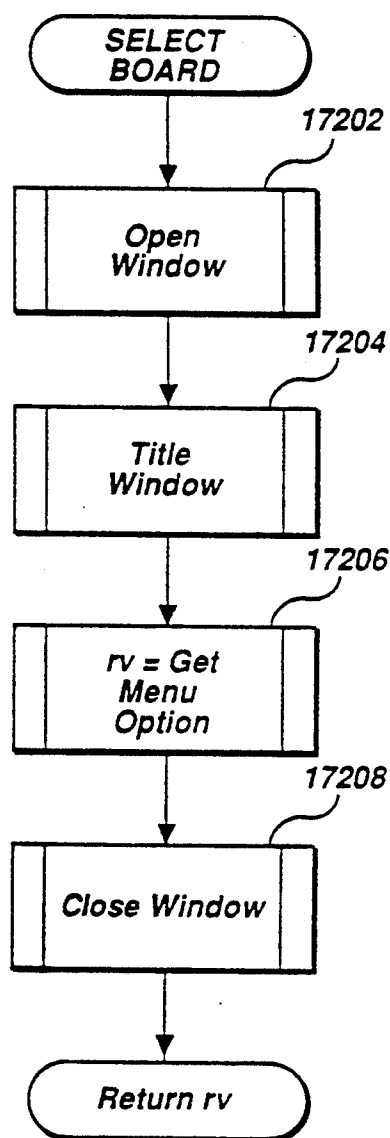 SELECT
BOARD
17202
Open
Window
17204
Title
Window
17206
rv = Get
Menu
Option
17208
Close Window
Return rv